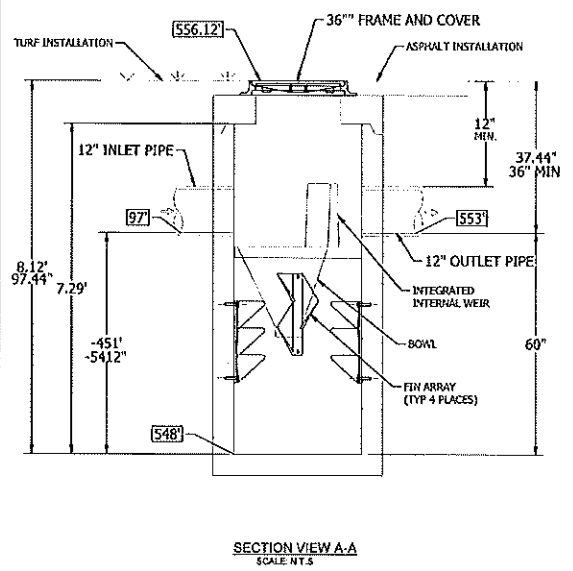 556.12'
36"" FRAME AND COVER
TURF INSTALLATION
ASPHALT INSTALLATION
12"
MIN.
37.44"
36" MIN
12" INLET PIPE
97'
553'
12" OUTLET PIPE
8.12'
97.44"
7.29'
INTEGRATED
INTERNAL WEIR
-451'
-5412"
BOWL
60"
FIN ARRAY
(TYP 4 PLACES)
548'
SECTION VIEW A-A
SCALE: N T.S